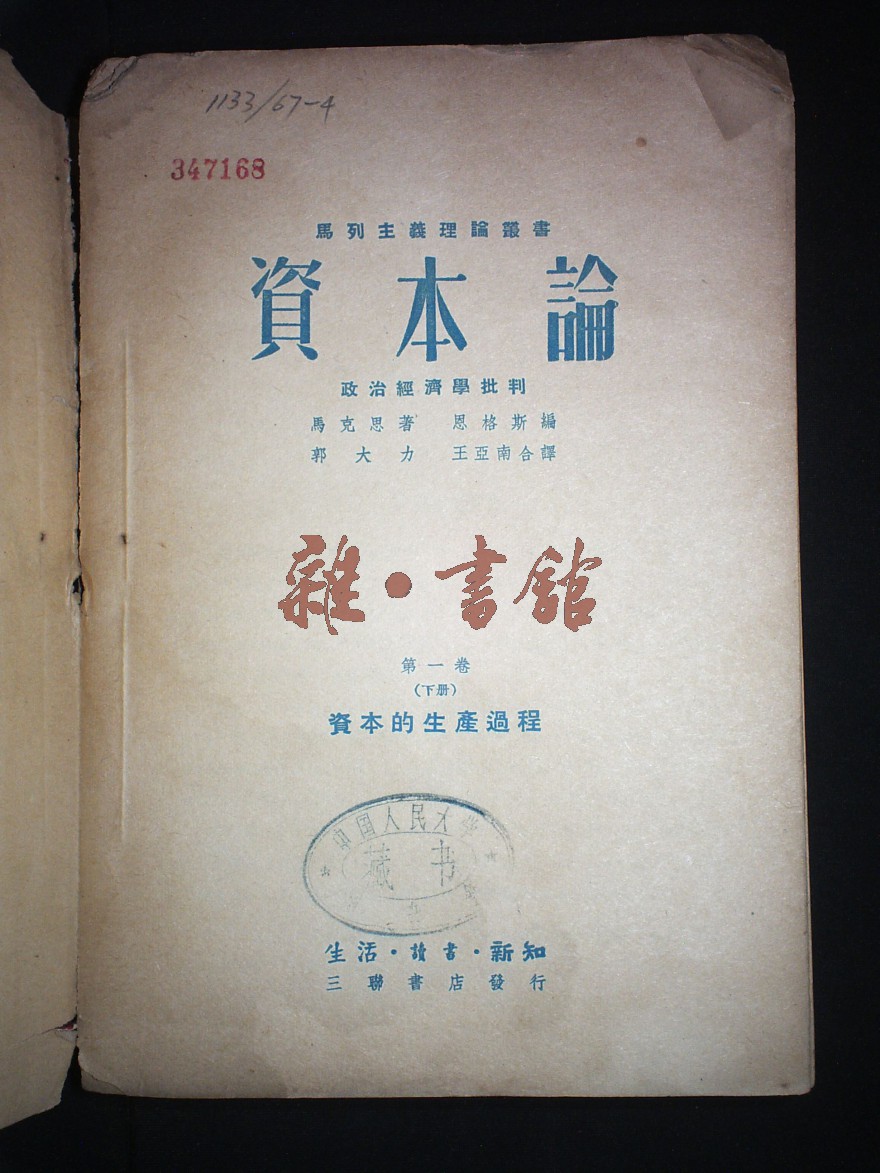 1133/67-4
347168
馬列主義理論叢書
資本論
政治經濟學批判
馬克思著 恩格斯編
郭大力 王亞南合譯
雜·書館
第一卷
(下册)
資本的生產過程
中国人民大学
藏书
生活·讀書·新知
三聯書店發行